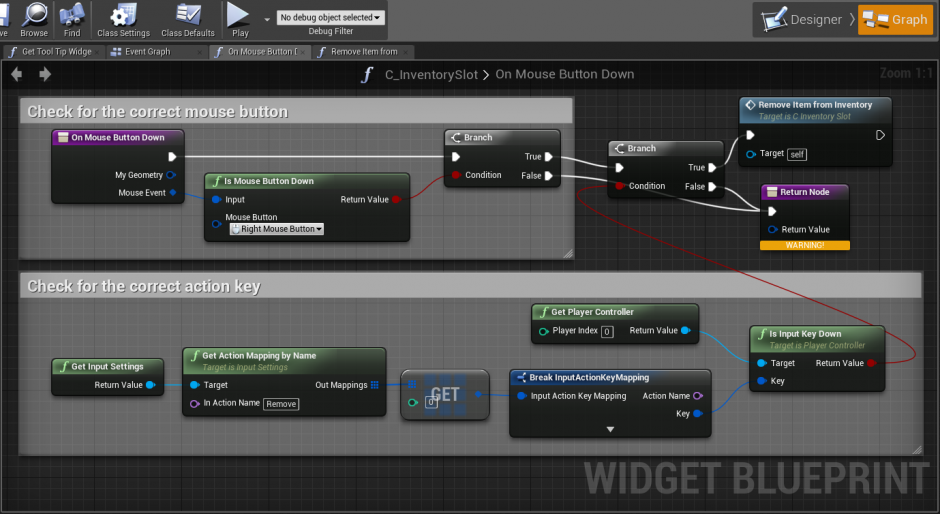 ve
Browse
Find
Class Settings
Class Defaults
Play
No debug object selected
Debug Filter
Designer
Graph
Get Tool Tip Widge
Event Graph
On Mouse Button D
Remove Item from
C_InventorySlot > On Mouse Button Down
Zoom 1:1
Check for the correct mouse button
On Mouse Button Down
My Geometry
Mouse Event
Is Mouse Button Down
Input
Return Value
Mouse Button
Right Mouse Button
Branch
True
Condition
False
Branch
True
Condition
False
Remove Item from Inventory
Target is C Inventory Slot
Target self
Return Node
Return Value
WARNING!
Check for the correct action key
Get Input Settings
Return Value
Get Action Mapping by Name
Target is Input Settings
Target
Out Mappings
In Action Name Remove
GET
0
Get Player Controller
Player Index 0
Return Value
Break InputActionKeyMapping
Input Action Key Mapping
Action Name
Key
Is Input Key Down
Target is Player Controller
Target
Return Value
Key
WIDGET BLUEPRINT